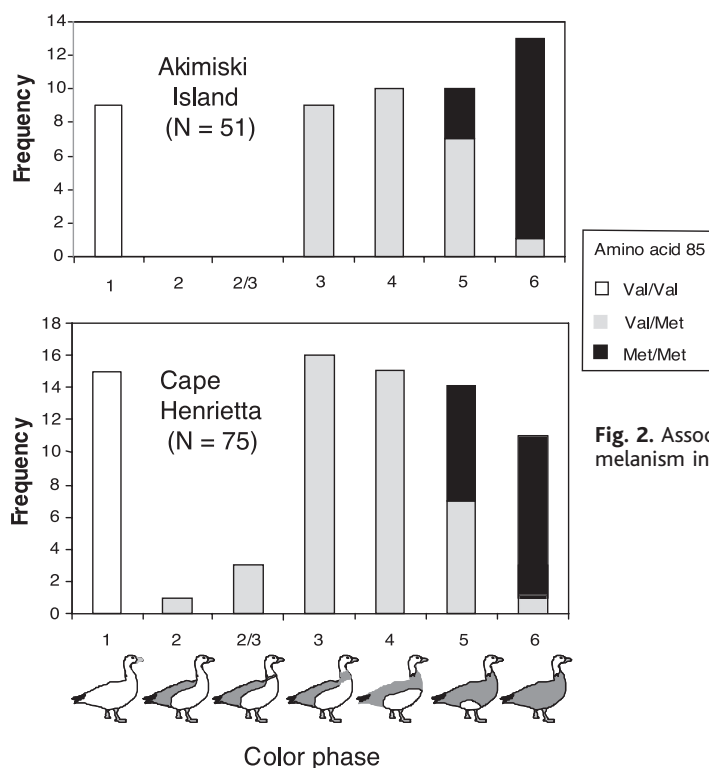 14
12
10
8
6
4
2
0
Frequency
Akimiski
Island
(N = 51)
1 2 2/3 3 4 5 6
18
16
14
12
10
8
6
4
2
0
Frequency
Cape
Henrietta
(N = 75)
1 2 2/3 3 4 5 6
Color phase
Amino acid 85
Val/Val
Val/Met
Met/Met
Fig. 2. Assoc
melanism in